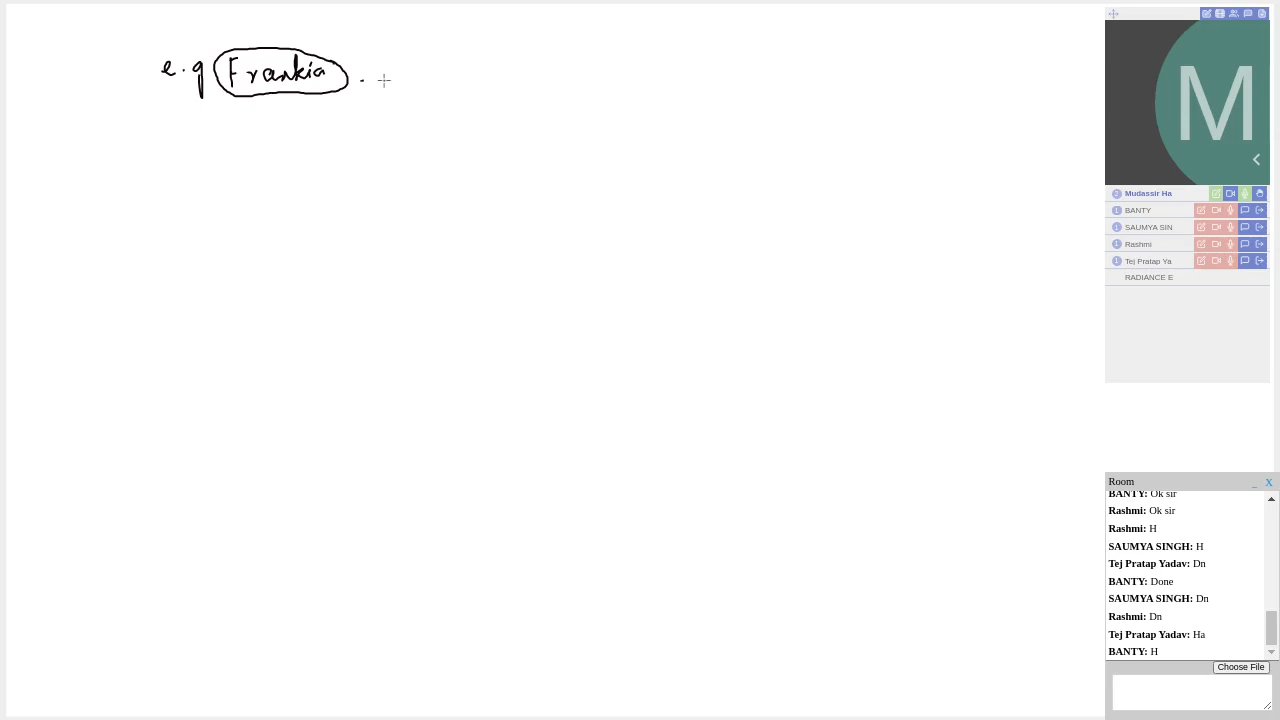 e.g Frankia .
M
Mudassir Ha
BANTY
SAUMYA SIN
Rashmi
Tej Pratap Ya
RADIANCE E
Room _ X
BANTY: Ok sir
Rashmi: Ok sir
Rashmi: H
SAUMYA SINGH: H
Tej Pratap Yadav: Dn
BANTY: Done
SAUMYA SINGH: Dn
Rashmi: Dn
Tej Pratap Yadav: Ha
BANTY: H
Choose File